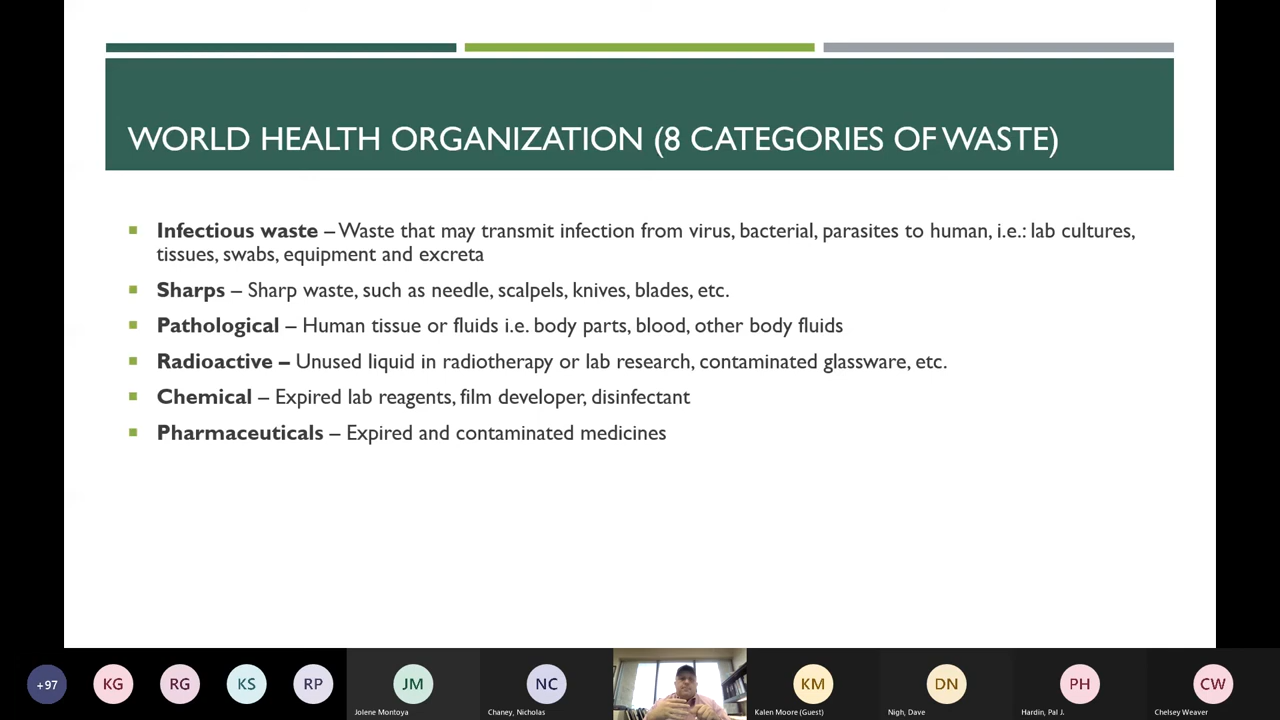 WORLD HEALTH ORGANIZATION (8 CATEGORIES OF WASTE)
Infectious waste – Waste that may transmit infection from virus, bacterial, parasites to human, i.e.: lab cultures,
tissues, swabs, equipment and excreta
Sharps – Sharp waste, such as needle, scalpels, knives, blades, etc.
Pathological – Human tissue or fluids i.e. body parts, blood, other body fluids
Radioactive – Unused liquid in radiotherapy or lab research, contaminated glassware, etc.
Chemical – Expired lab reagents, film developer, disinfectant
Pharmaceuticals – Expired and contaminated medicines
+97 KG RG KS RP JM NC KM DN PH CW
Jolene Montoya Chaney, Nicholas Kalen Moore (Guest) Nigh, Dave Hardin, Pal J. Chelsey Weaver